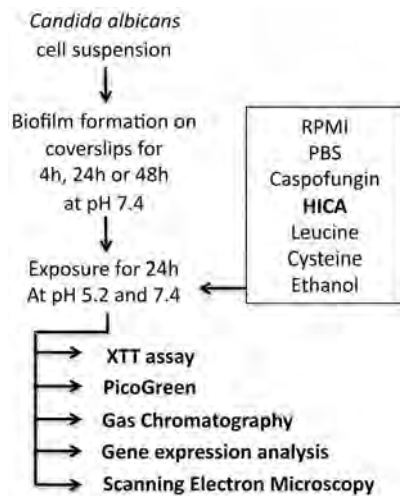 Candida albicans
cell suspension
Biofilm formation on
coverslips for
4h, 24h or 48h
at pH 7.4
RPMI
PBS
Caspofungin
HICA
Leucine
Cysteine
Ethanol
Exposure for 24h
At pH 5.2 and 7.4
XTT assay
PicoGreen
Gas Chromatography
Gene expression analysis
Scanning Electron Microscopy